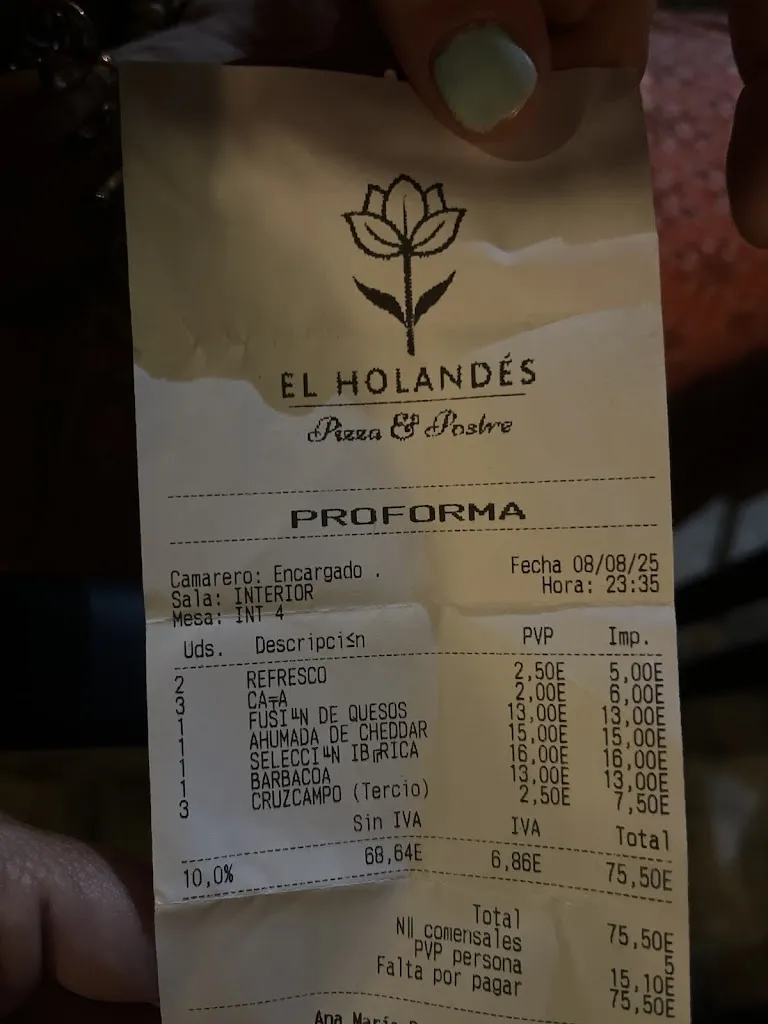 EL HOLANDÉS
Pizza & Postre
PROFORMA
Camarero: Encargado .
Sala: INTERIOR
Mesa: INT 4
Fecha 08/08/25
Hora: 23:35
Uds. Descripci≤n PVP Imp.
2 REFRESCO 2,50E 5,00E
3 CA╤A 2,00E 6,00E
1 FUSI╙N DE QUESOS 13,00E 13,00E
1 AHUMADA DE CHEDDAR 15,00E 15,00E
1 SELECCI╙N IB╔RICA 16,00E 16,00E
1 BARBACOA 13,00E 13,00E
3 CRUZCAMPO (Tercio) 2,50E 7,50E
Sin IVA IVA Total
10,0% 68,64E 6,86E 75,50E
Total 75,50E
N║ comensales 5
PVP persona 15,10E
Falta por pagar 75,50E
Ana María